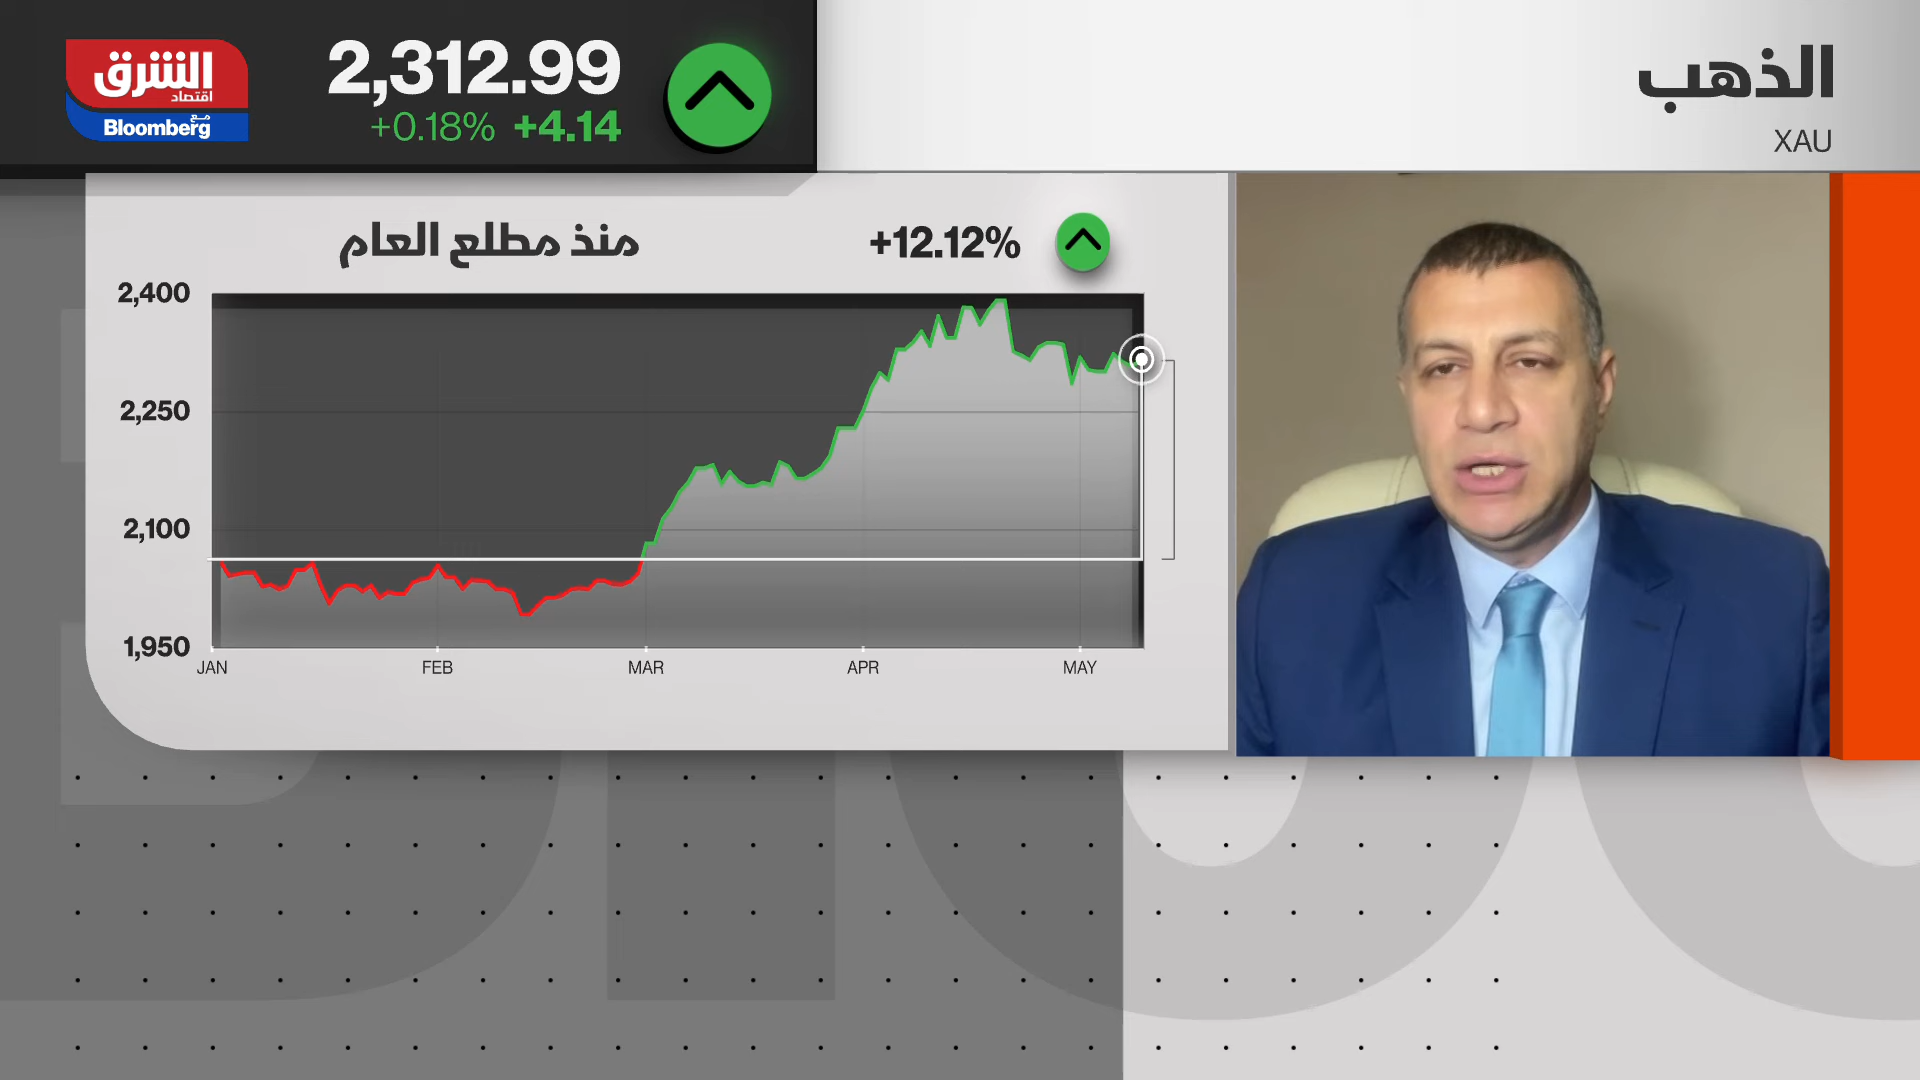 الشرق
اقتصاد
مع
Bloomberg
2,312.99
+0.18% +4.14
الذهب
XAU
منذ مطلع العام
+12.12%
2,400
2,250
2,100
1,950
JAN FEB MAR APR MAY